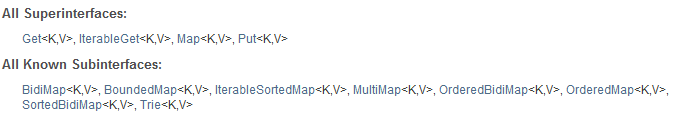 All Superinterfaces:
Get<K,V>, IterableGet<K,V>, Map<K,V>, Put<K,V>
All Known Subinterfaces:
BidiMap<K,V>, BoundedMap<K,V>, IterableSortedMap<K,V>, MultiMap<K,V>, OrderedBidiMap<K,V>, OrderedMap<K,V>,
SortedBidiMap<K,V>, Trie<K,V>